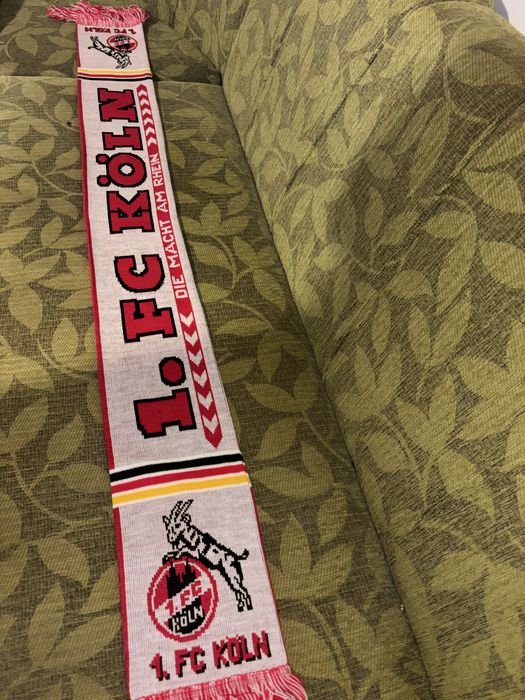 1. FC KÖLN
1. FC KÖLN
DIE MACHT AM RHEIN
1. FC
KÖLN
1. FC KÖLN